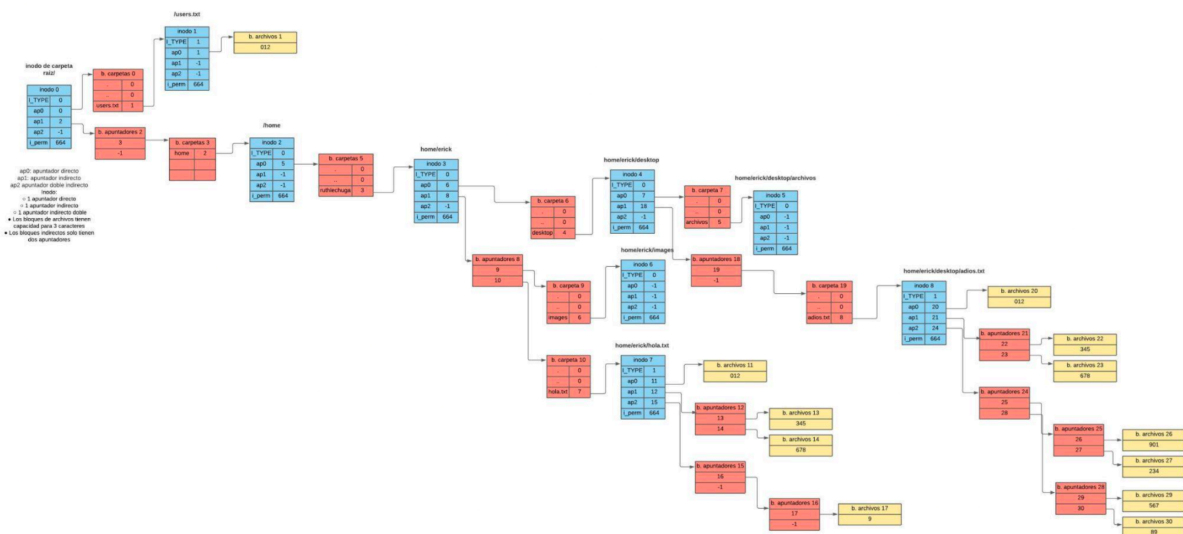 /users.txt
inodo 1
I_TYPE 1
ap0 1
ap1 -1
ap2 -1
i_perm 664
b. archivos 1
012
inodo de carpeta
raiz/
inodo 0
I_TYPE 0
ap0 0
ap1 2
ap2 -1
i_perm 664
b. carpetas 0
. 0
.. 0
users.txt 1
b. apuntadores 2
3
-1
b. carpetas 3
home 2
ap0: apuntador directo
ap1: apuntador indirecto
ap2 apuntador doble indirecto
inodo:
○ 1 apuntador directo
○ 1 apuntador indirecto
○ 1 apuntador indirecto doble
● Los bloques de archivos tienen
capacidad para 3 caracteres
● Los bloques indirectos solo tienen
dos apuntadores
/home
inodo 2
I_TYPE 0
ap0 5
ap1 -1
ap2 -1
i_perm 664
b. carpetas 5
. 0
.. 0
rufhlechuga 3
home/erick
inodo 3
I_TYPE 0
ap0 6
ap1 8
ap2 -1
i_perm 664
b. carpeta 6
. 0
.. 0
desktop 4
home/erick/desktop
inodo 4
I_TYPE 0
ap0 7
ap1 18
ap2 -1
i_perm 664
b. carpeta 7
. 0
.. 0
archivos 5
home/erick/desktop/archivos
inodo 5
I_TYPE 0
ap0 -1
ap1 -1
ap2 -1
i_perm 664
b. apuntadores 8
9
10
b. carpeta 9
. 0
.. 0
images 6
home/erick/images
inodo 6
I_TYPE 0
ap0 -1
ap1 -1
ap2 -1
i_perm 664
b. apuntadores 18
19
-1
b. carpeta 19
. 0
.. 0
adios.txt 8
home/erick/desktop/adios.txt
inodo 8
I_TYPE 1
ap0 20
ap1 21
ap2 24
i_perm 664
b. archivos 20
012
b. apuntadores 21
22
23
b. archivos 22
345
b. archivos 23
678
b. apuntadores 24
25
28
b. apuntadores 25
26
27
b. archivos 26
901
b. archivos 27
234
b. apuntadores 28
29
30
b. archivos 29
567
b. archivos 30
89
b. carpeta 10
. 0
.. 0
hola.txt 7
home/erick/hola.txt
inodo 7
I_TYPE 1
ap0 11
ap1 12
ap2 15
i_perm 664
b. archivos 11
012
b. apuntadores 12
13
14
b. archivos 13
345
b. archivos 14
678
b. apuntadores 15
16
-1
b. apuntadores 16
17
-1
b. archivos 17
9